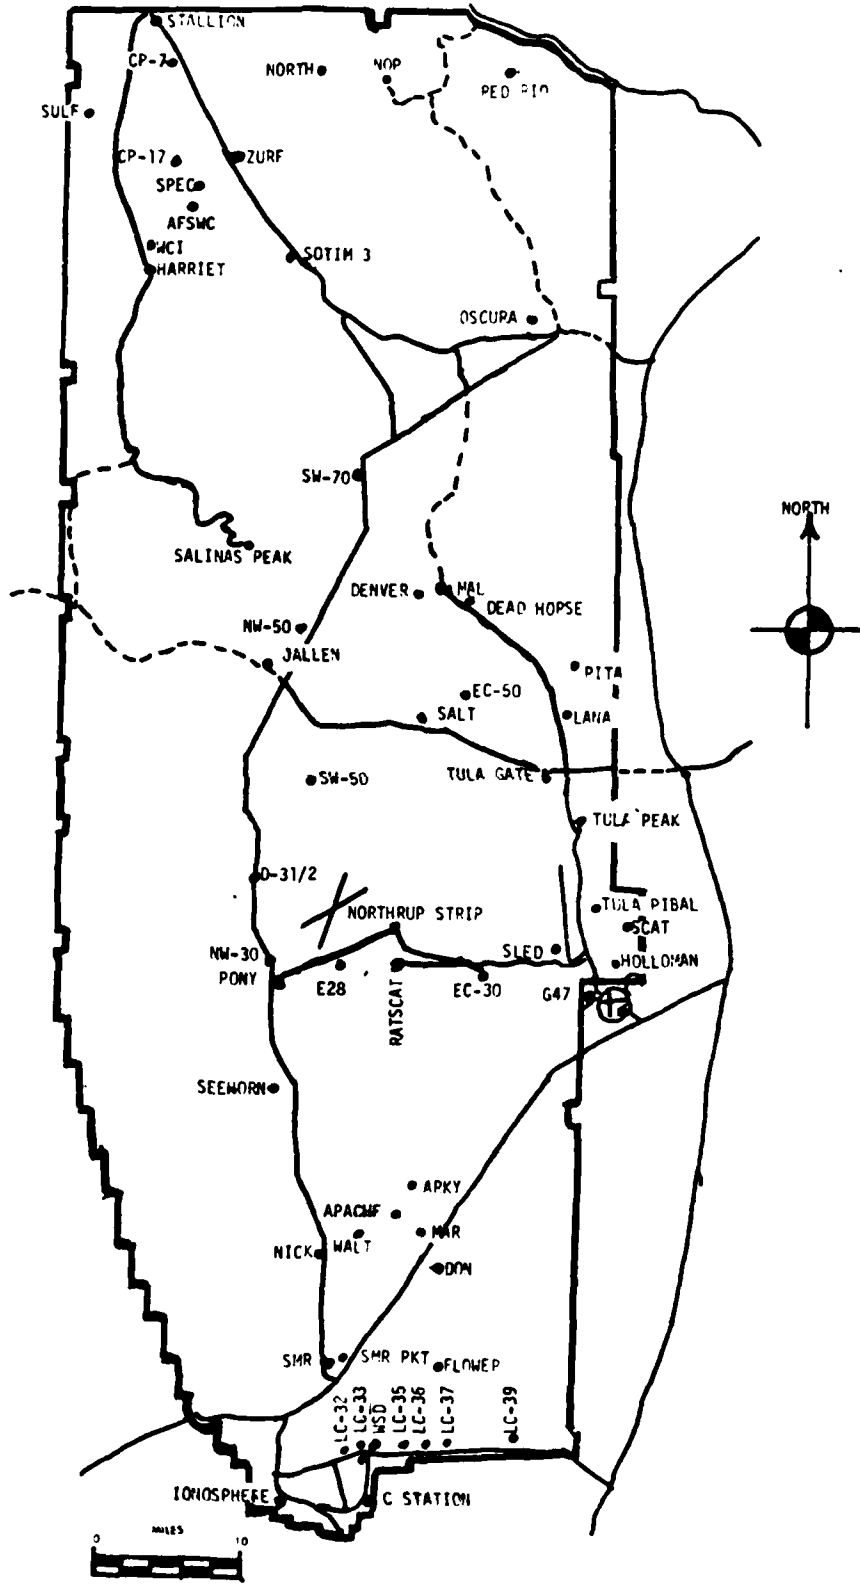 STALLION
CP-7
NORTH
NOP
RED RIO
SULF
CP-17
ZURF
SPEC
AFSWC
WCI
HARRIET
SOTIM 3
OSCURA
SW-70
NORTH
SALINAS PEAK
DENVER
MAL
DEAD HORSE
NW-50
JALLEN
PITA
EC-50
SALT
LANA
TULA GATE
SW-50
TULA PEAK
D-31/2
NORTHRUP STRIP
TULA PIBAL
SCAT
NW-30
SLED
HOLLOMAN
PONY
E28
RATSCAT
EC-30
G47
SEEHORN
ARKY
APACHE
MAR
NICK
WALT
DON
SMR
SMR PKT
FLOWER
LC-32
LC-33
WSD
LC-35
LC-36
LC-37
LC-39
IONOSPHERE
C STATION
0
MILES
10